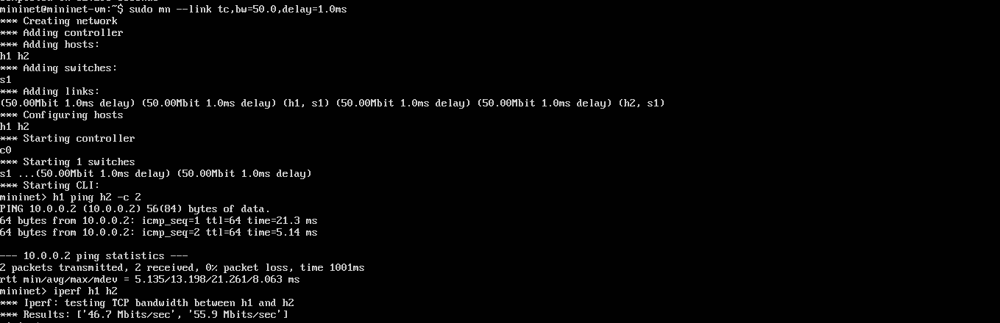 mininet@mininet-vm:~$ sudo mn --link tc,bw=50.0,delay=1.0ms
*** Creating network
*** Adding controller
*** Adding hosts:
h1 h2
*** Adding switches:
s1
*** Adding links:
(50.00Mbit 1.0ms delay) (50.00Mbit 1.0ms delay) (h1, s1) (50.00Mbit 1.0ms delay) (50.00Mbit 1.0ms delay) (h2, s1)
*** Configuring hosts
h1 h2
*** Starting controller
c0
*** Starting 1 switches
s1 ...(50.00Mbit 1.0ms delay) (50.00Mbit 1.0ms delay)
*** Starting CLI:
mininet> h1 ping h2 -c 2
PING 10.0.0.2 (10.0.0.2) 56(84) bytes of data.
64 bytes from 10.0.0.2: icmp_seq=1 ttl=64 time=21.3 ms
64 bytes from 10.0.0.2: icmp_seq=2 ttl=64 time=5.14 ms
--- 10.0.0.2 ping statistics ---
2 packets transmitted, 2 received, 0% packet loss, time 1001ms
rtt min/avg/max/mdev = 5.135/13.198/21.261/8.063 ms
mininet> iperf h1 h2
*** Iperf: testing TCP bandwidth between h1 and h2
*** Results: ['46.7 Mbits/sec', '55.9 Mbits/sec']